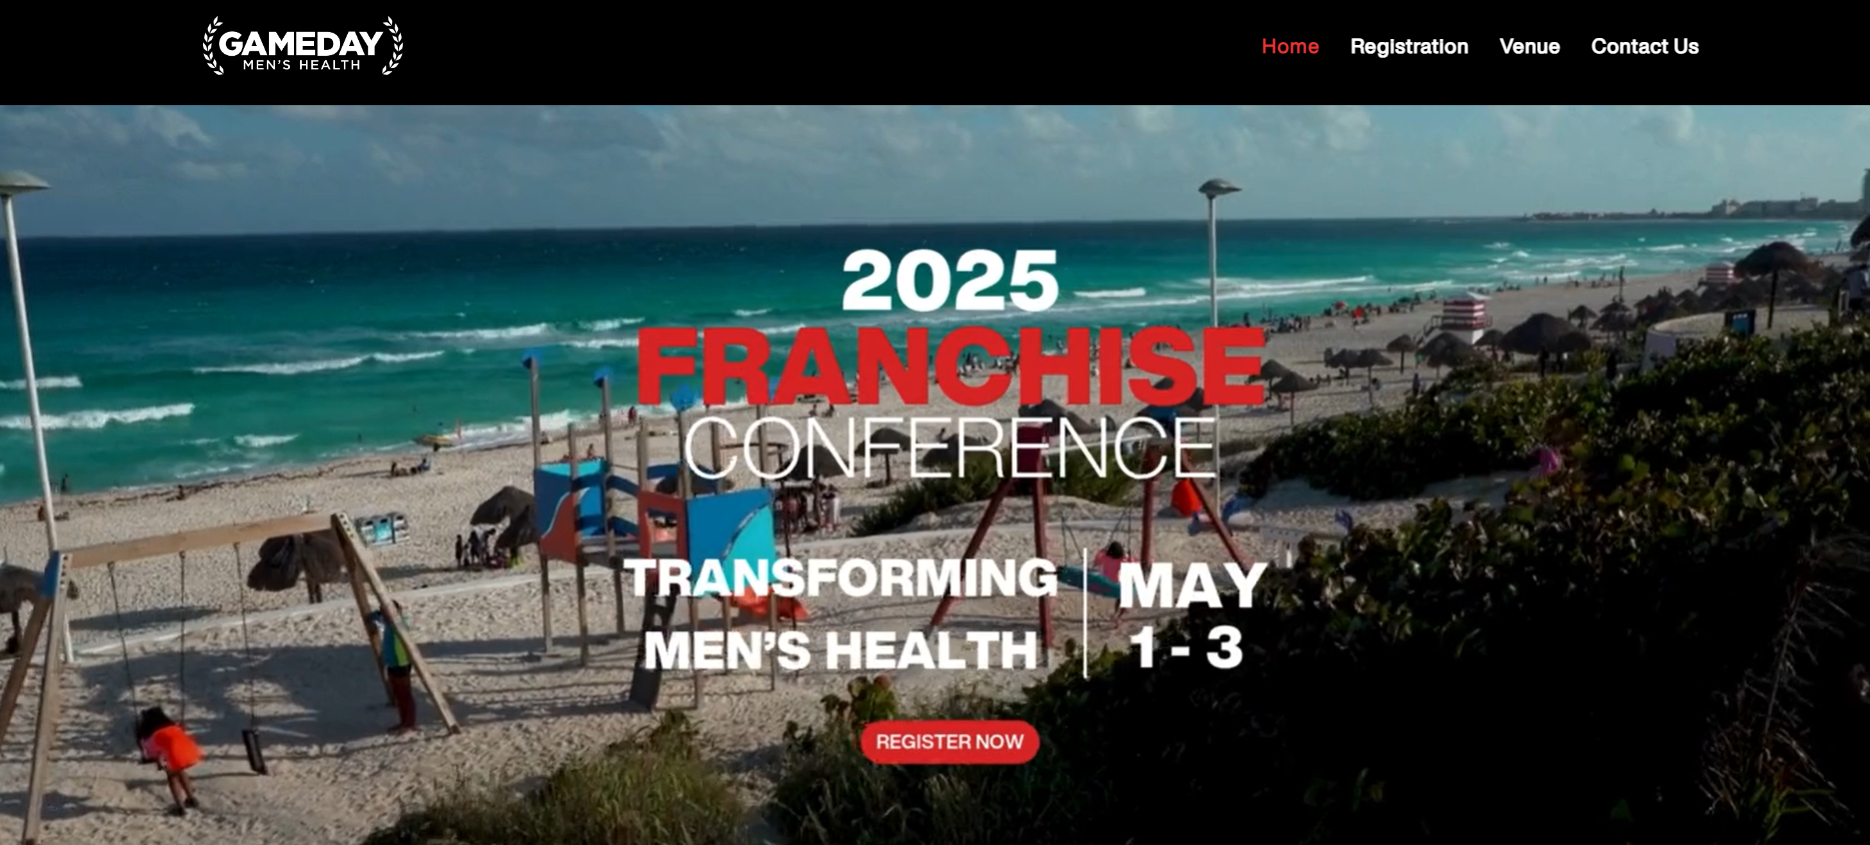 GAMEDAY
MEN'S HEALTH
Home Registration Venue Contact Us
2025
FRANCHISE
CONFERENCE
TRANSFORMING
MEN'S HEALTH
MAY
1 - 3
REGISTER NOW